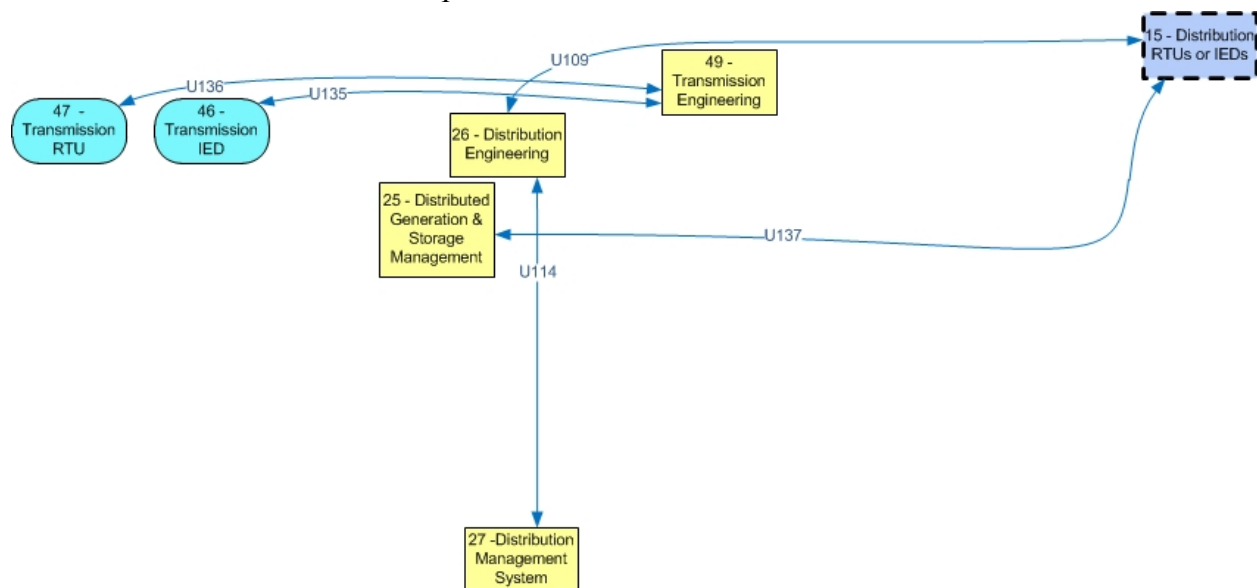 15 - Distribution
RTUs or IEDs
U109
49 -
Transmission
Engineering
U136
U135
47 -
Transmission
RTU
46 -
Transmission
IED
26 - Distribution
Engineering
25 - Distributed
Generation &
Storage
Management
U137
U114
27 -Distribution
Management
System